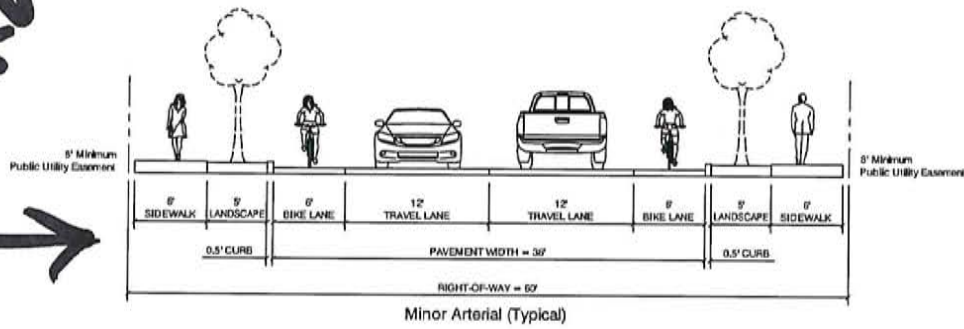 8' Minimum
Public Utility Easement
8' Minimum
Public Utility Easement
6' 5' 6' 12' 12' 6' 5' 6'
SIDEWALK LANDSCAPE BIKE LANE TRAVEL LANE TRAVEL LANE BIKE LANE LANDSCAPE SIDEWALK
0.5' CURB PAVEMENT WIDTH = 36' 0.5' CURB
RIGHT-OF-WAY = 60'
Minor Arterial (Typical)